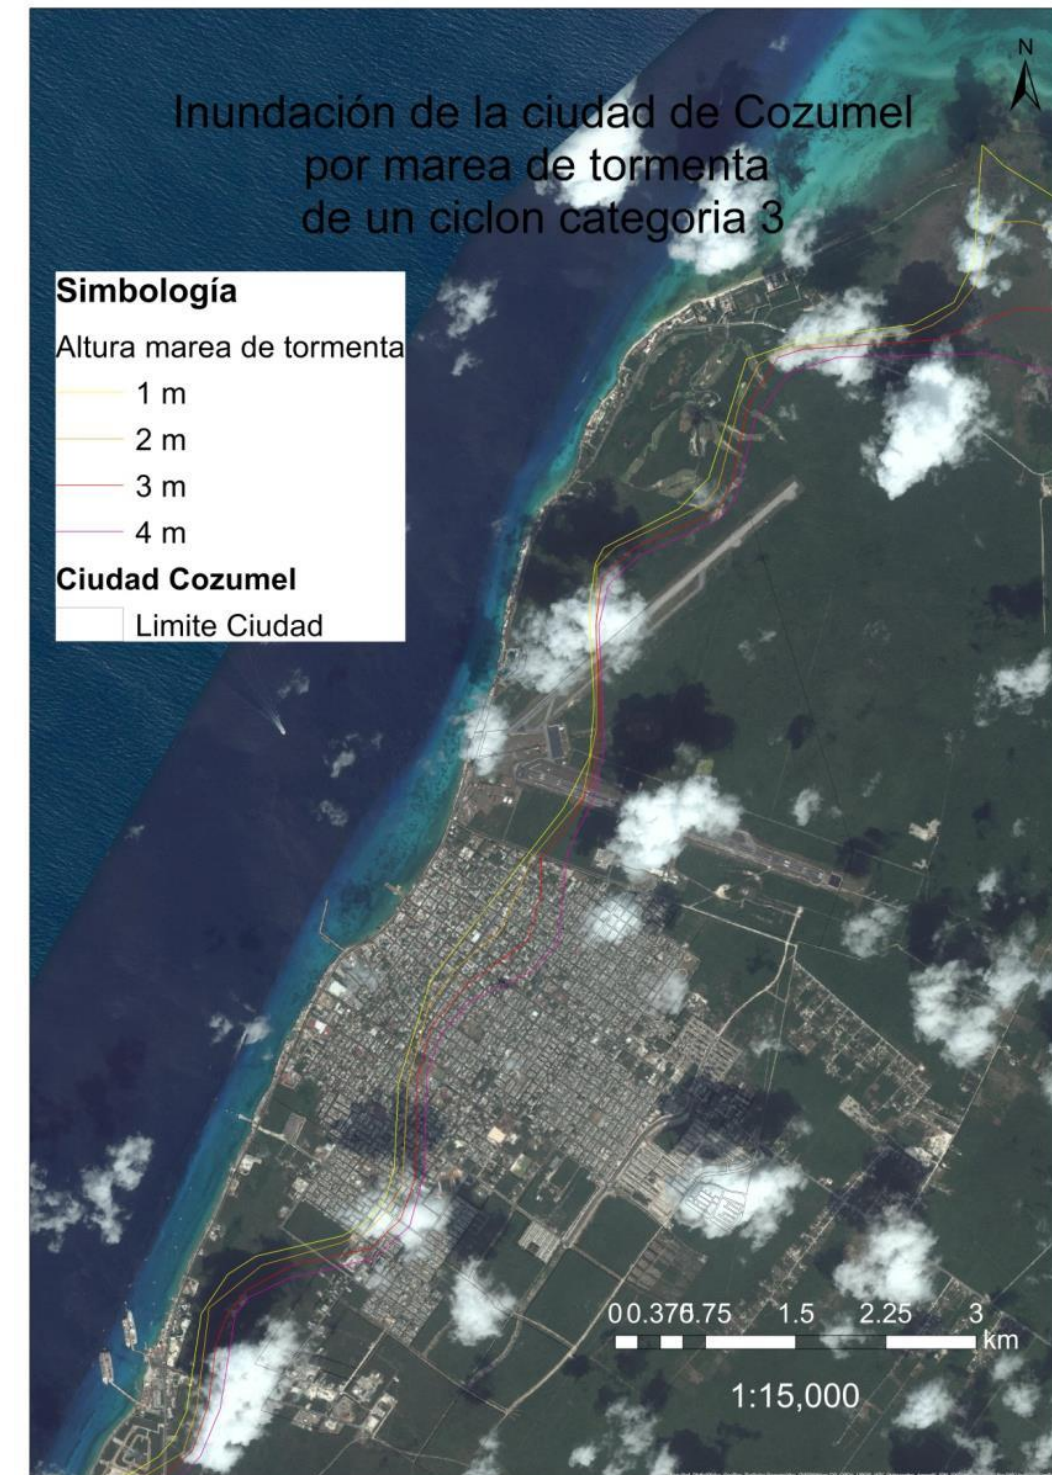 N
Inundación de la ciudad de Cozumel
por marea de tormenta
de un ciclon categoria 3
Simbología
Altura marea de tormenta
1 m
2 m
3 m
4 m
Ciudad Cozumel
Limite Ciudad
0 0.375 0.75 1.5 2.25 3
km
1:15,000